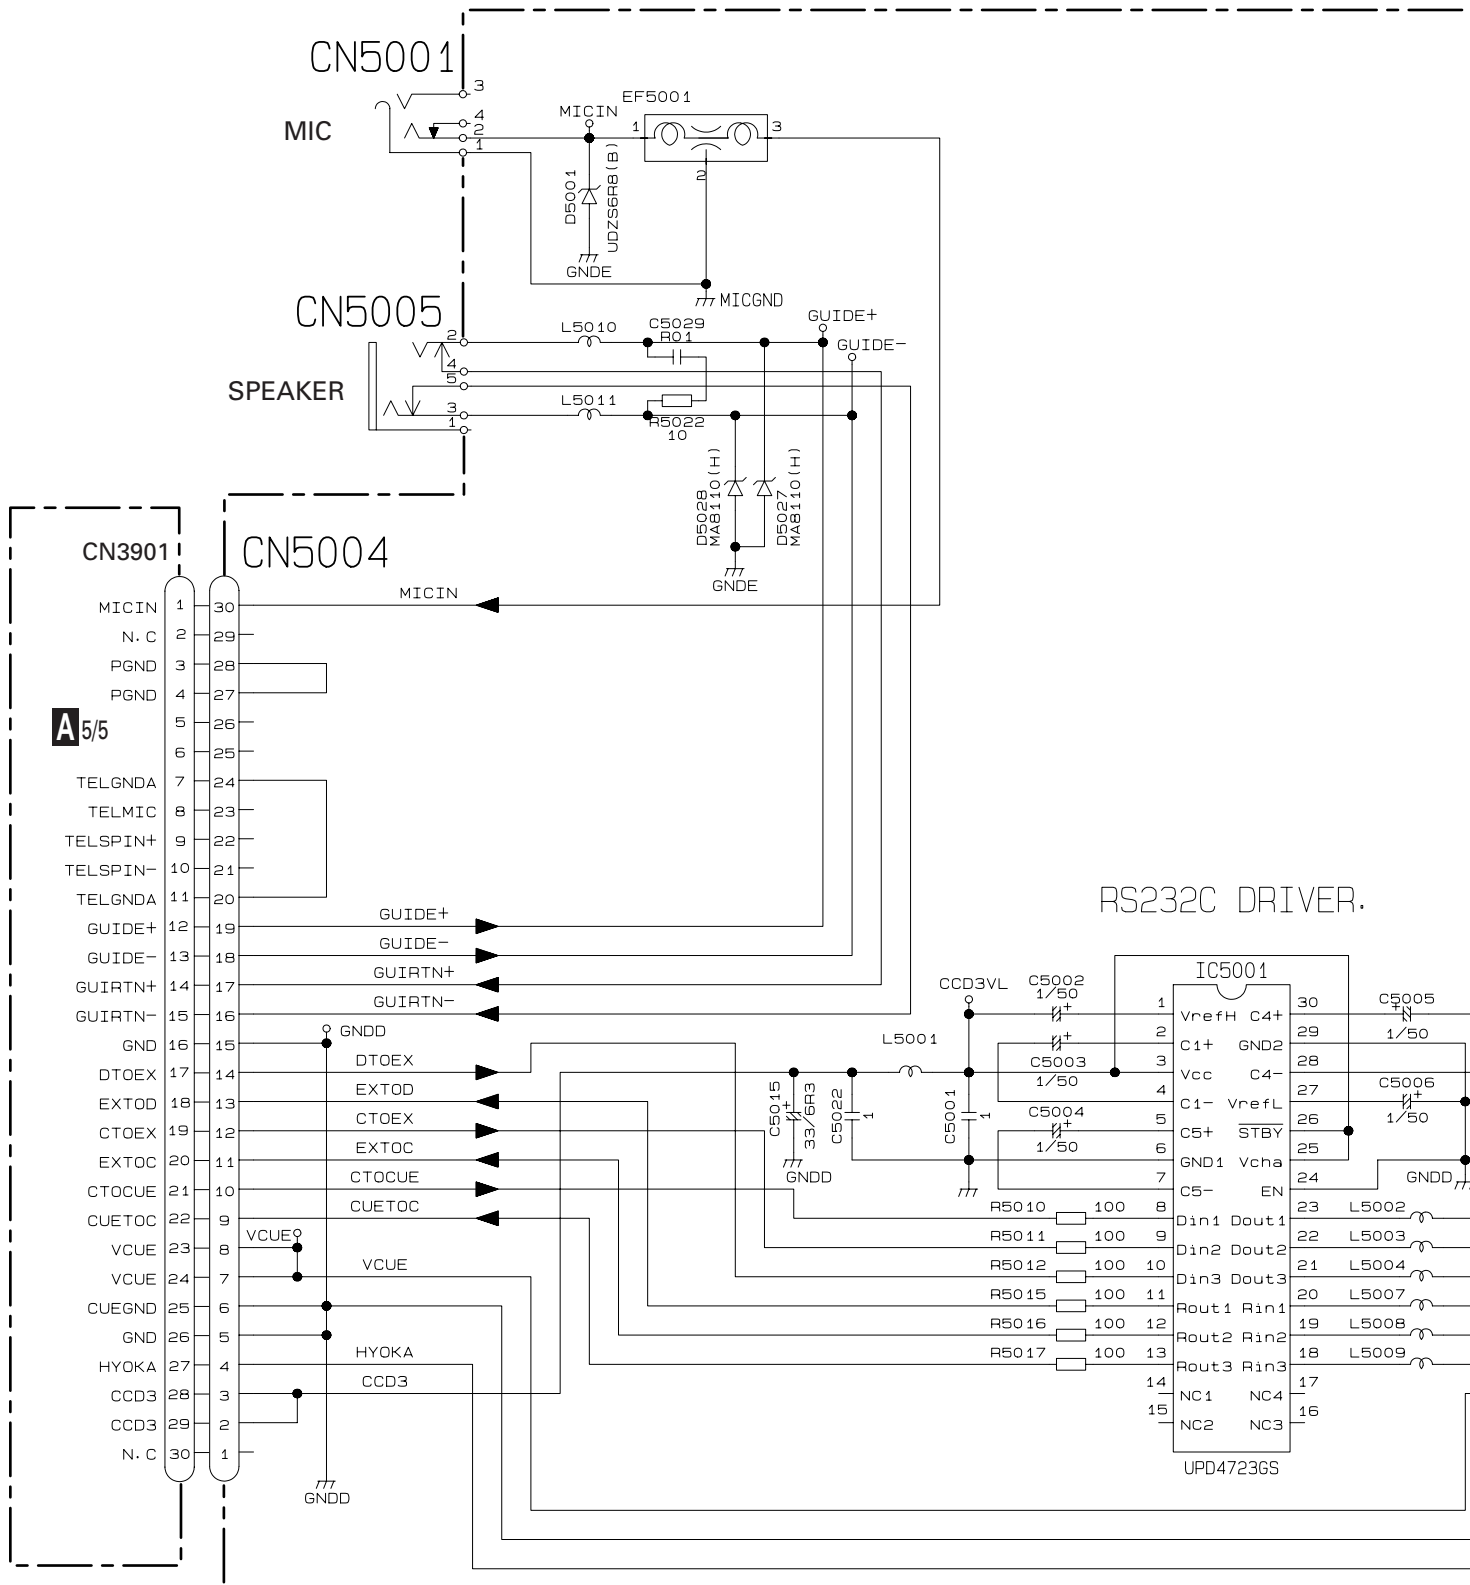 CN5001
MIC
3
4
2
1
MICIN
EF5001
1
3
2
D5001
UDZS6R8(B)
GNDE
MICGND
CN5005
SPEAKER
2
4
5
3
1
L5010
L5011
C5029
R01
R5022
10
GUIDE+
GUIDE-
D5028
MA8110(H)
D5027
MA8110(H)
GNDE
CN3901
CN5004
A 5/5
MICIN 1 30 MICIN
N.C 2 29
PGND 3 28
PGND 4 27
5 26
6 25
TELGNDA 7 24
TELMIC 8 23
TELSPIN+ 9 22
TELSPIN- 10 21
TELGNDA 11 20
GUIDE+ 12 19 GUIDE+
GUIDE- 13 18 GUIDE-
GUIRTN+ 14 17 GUIRTN+
GUIRTN- 15 16 GUIRTN-
GND 16 15 GNDD
DTOEX 17 14 DTOEX
EXTOD 18 13 EXTOD
CTOEX 19 12 CTOEX
EXTOC 20 11 EXTOC
CTOCUE 21 10 CTOCUE
CUETOC 22 9 CUETOC
VCUE 23 8 VCUE
VCUE 24 7 VCUE
CUEGND 25 6
GND 26 5
HYOKA 27 4 HYOKA
CCD3 28 3 CCD3
CCD3 29 2
N.C 30 1
GNDD
RS232C DRIVER.
IC5001
CCD3VL
L5001
C5015
33/6R3
C5022
1
C5001
1
GNDD
C5002
1/50
C5003
1/50
C5004
1/50
C5005
1/50
C5006
1/50
GNDD
1 VrefH C4+ 30
2 C1+ GND2 29
3 Vcc C4- 28
4 C1- VrefL 27
5 C5+ STBY 26
6 GND1 Vcha 25
7 C5- EN 24
R5010 100 8 Din1 Dout1 23 L5002
R5011 100 9 Din2 Dout2 22 L5003
R5012 100 10 Din3 Dout3 21 L5004
R5015 100 11 Rout1 Rin1 20 L5007
R5016 100 12 Rout2 Rin2 19 L5008
R5017 100 13 Rout3 Rin3 18 L5009
14 NC1 NC4 17
15 NC2 NC3 16
UPD4723GS